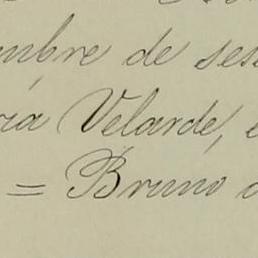 mbre de ses
ría Velarde, e
= Bruno d